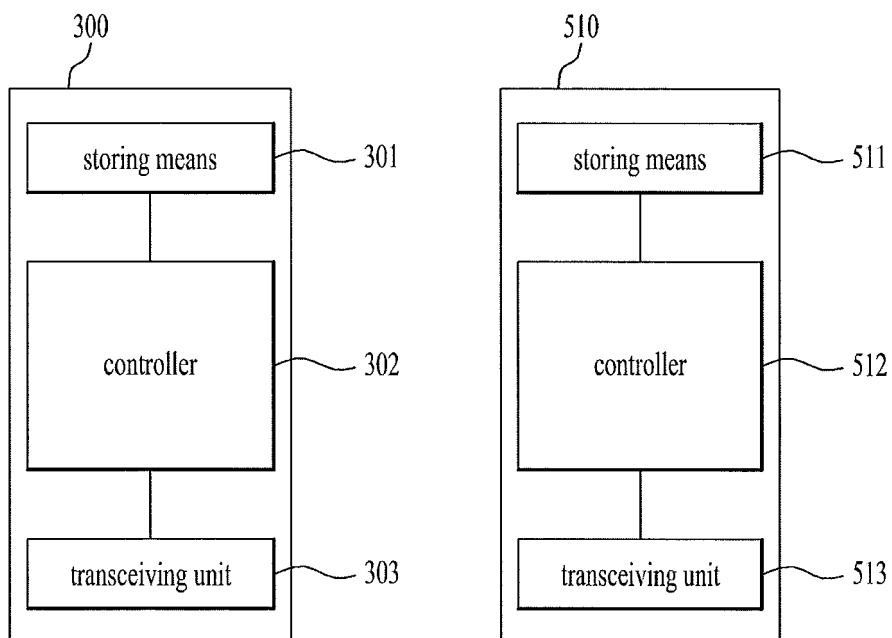 300
510
storing means
301
storing means
511
controller
302
controller
512
transceiving unit
303
transceiving unit
513